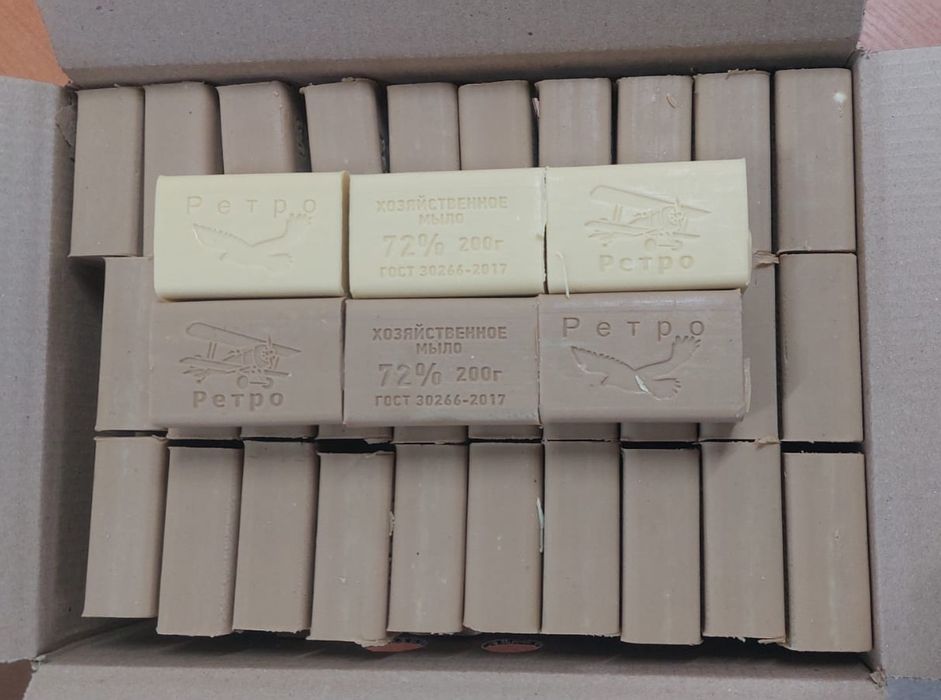 Ретро
ХОЗЯЙСТВЕННОЕ
МЫЛО
72% 200г
ГОСТ 30266-2017
Ретро
Ретро
ХОЗЯЙСТВЕННОЕ
МЫЛО
72% 200г
ГОСТ 30266-2017
Ретро